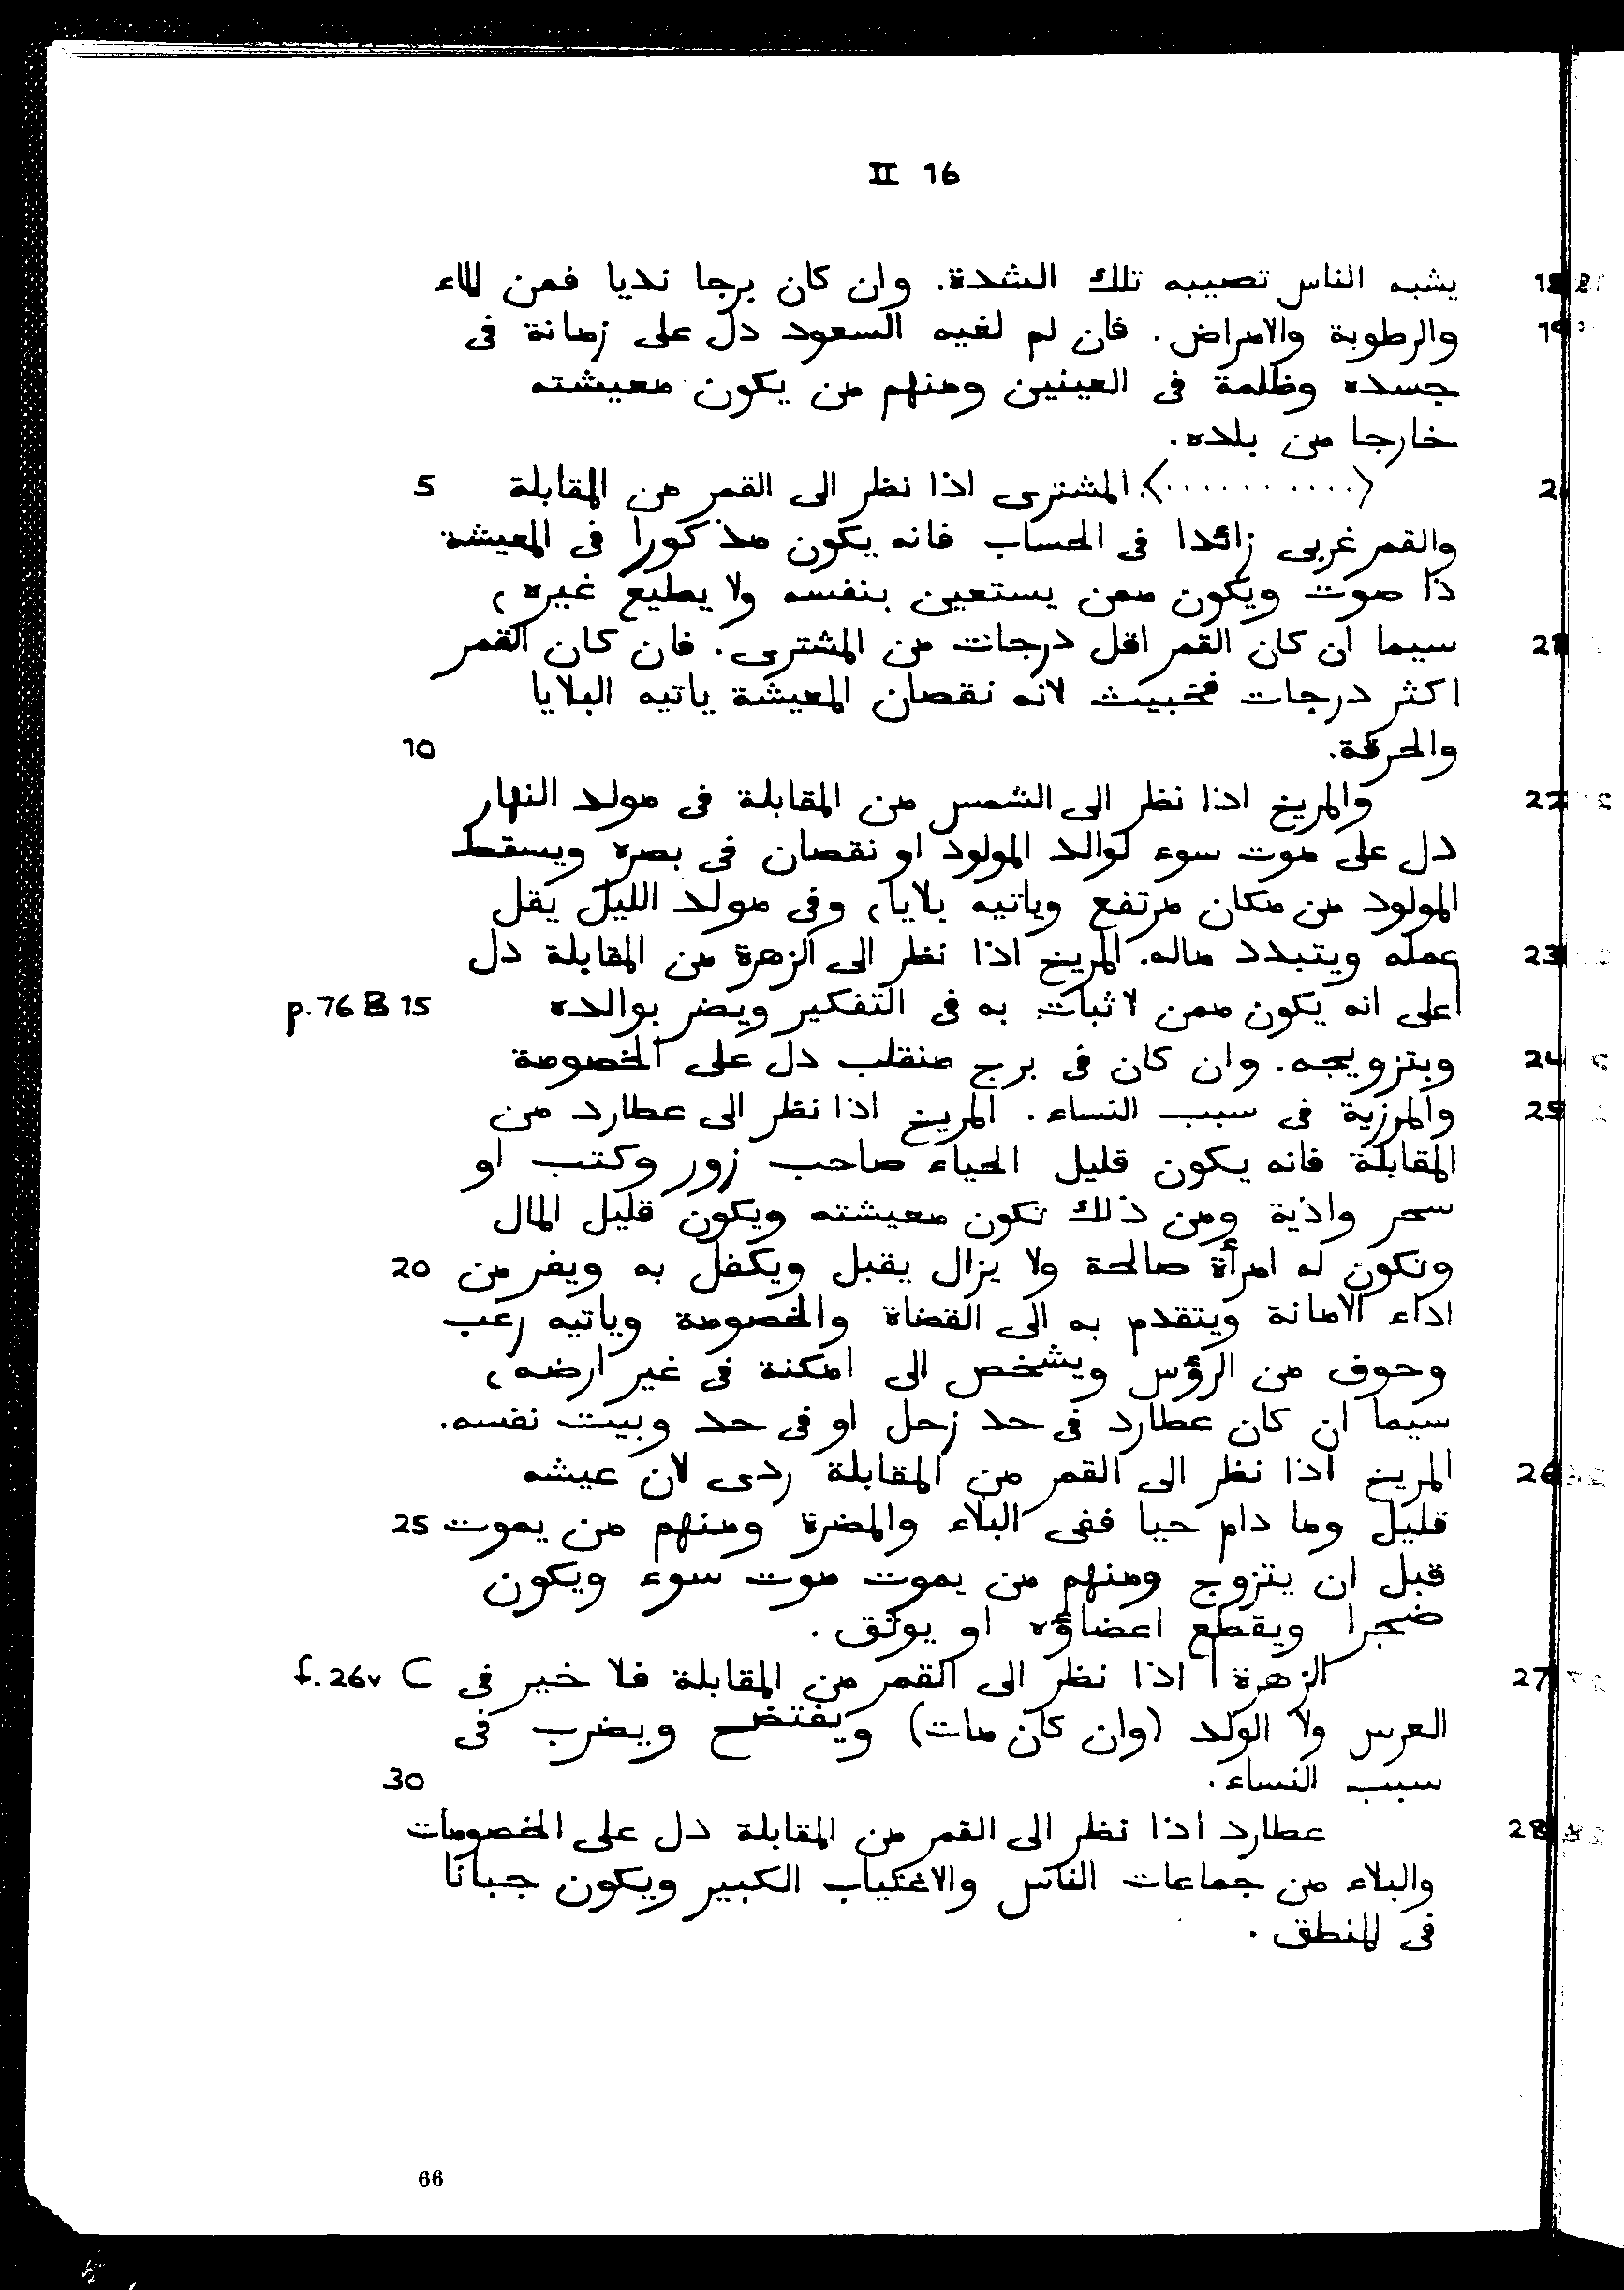 II 16
18 يشبه الناس تصيبه تلك الشدة. وان كان برجا نديا فمن الماء
19 والرطوبة والامراض. فان لم لغيه السعود دل على زمانة فى
جسده وظلمة فى العينين ومنهم من يكون معيشته
خارجا من بلده.
2 <..........>. المشترى اذا نظر الى القمر من المقابلة 5
والقمر غربى زائدا فى الحساب فانه يكون مذكورا فى المعيشة
ذا صوت ويكون ممن يستعين بنفسه ولا يطيع غيره،
21 سيما ان كان القمر اقل درجات من المشترى. فان كان القمر
اكثر درجات فخبيث لانه نقصان المعيشة ياتيه البلايا
والحرقة. 10
22 والمريخ اذا نظر الى الشمس من المقابلة فى مولد النهار
دل على موت سوء لوالد المولود او نقصان فى بصره ويسقط
المولود من مكان مرتفع وياتيه بلايا، وفى مولد الليل يقل
23 عمله ويتبدد ماله. المريخ اذا نظر الى الزهرة من المقابلة دل
اعلى انه يكون ممن لا ثبات به فى التفكير ويضر بوالده p. 76 B 15
24 وبتزويجه. وان كان فى برج منقلب دل على الخصومة
25 والمرزية فى سبب النساء. المريخ اذا نظر الى عطارد من
المقابلة فانه يكون قليل الحياء صاحب زور وكتب او
سحر واذية ومن ذلك تكون معيشته ويكون قليل المال
وتكون له امرأة صالحة ولا يزال يقبل ويكفل به ويفر من 20
اداء الامانة ويتقدم به الى القضاة والخصومة وياتيه رعب
وحوف من الرؤس ويشخص الى امكنة فى غير ارضه،
سيما ان كان عطارد فى حد زحل او فى حد وبيت نفسه.
26 المريخ اذا نظر الى القمر من المقابلة ردى لان عيشه
قليل وما دام حيا ففى البلاء والمضرة ومنهم من يموت 25
قبل ان يتزوج ومنهم من يموت موت سوء ويكون
ضجرا ويقطع اعضاؤه او يوثق.
27 الزهرة | اذا نظر الى القمر من المقابلة فلا خير فى f. 26v C
العرس ولا الولد (وان كان مات) ويفتضح ويضرب فى
سبب النساء. 30
28 عطارد اذا نظر الى القمر من المقابلة دل على الخصومات
والبلاء من جماعات الناس والاغتياب الكبير ويكون جبانا
فى المنطق.
66